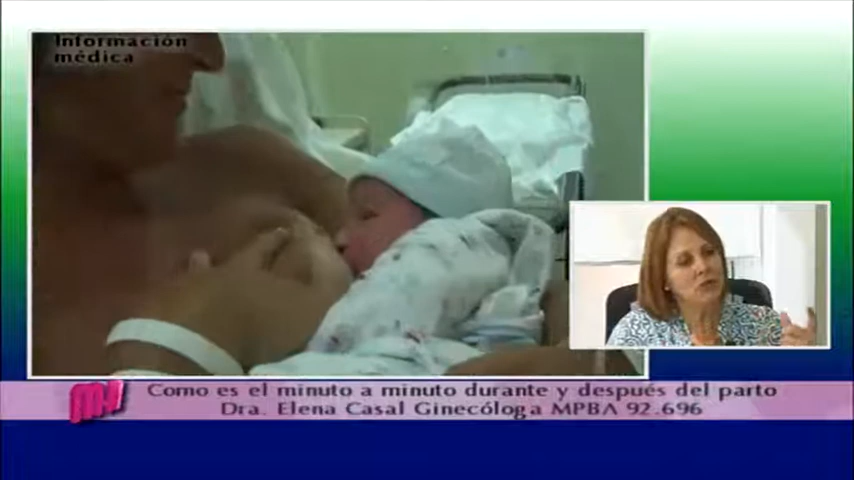 Información
médica
Como es el minuto a minuto durante y después del parto
Dra. Elena Casal Ginecóloga MPBA 92.696